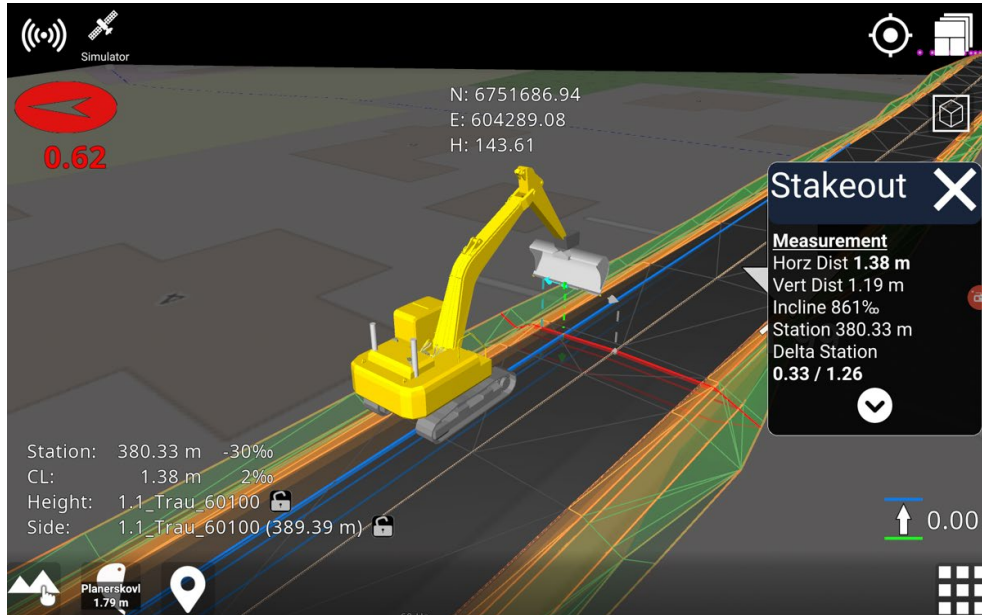 Simulator
N: 6751686.94
E: 604289.08
H: 143.61
0.62
Stakeout
Measurement
Horz Dist 1.38 m
Vert Dist 1.19 m
Incline 861‰
Station 380.33 m
Delta Station
0.33 / 1.26
Station: 380.33 m -30‰
CL: 1.38 m 2‰
Height: 1.1_Trau_60100
Side: 1.1_Trau_60100 (389.39 m)
0.00
Planerskovl
1.79 m